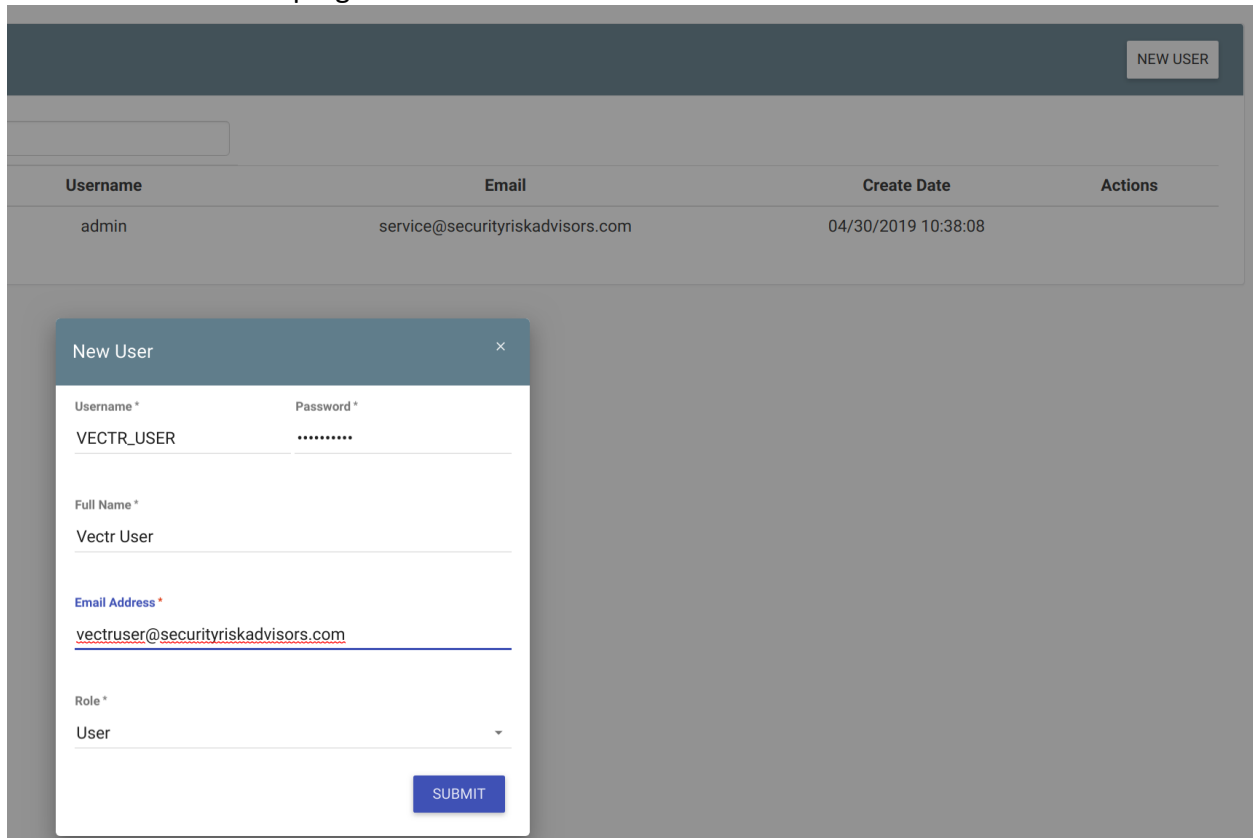 NEW USER
Username Email Create Date Actions
admin service@securityriskadvisors.com 04/30/2019 10:38:08
New User ×
Username * Password *
VECTR_USER ••••••••••
Full Name *
Vectr User
Email Address *
vectruser@securityriskadvisors.com
Role *
User
SUBMIT